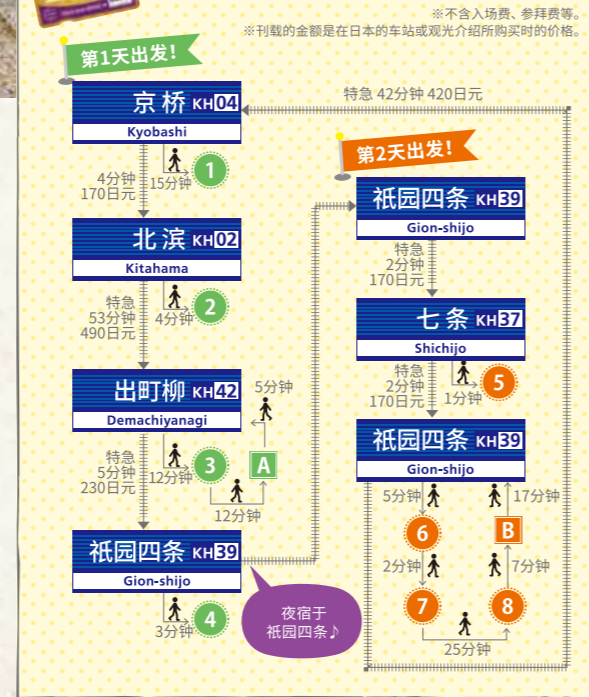 ※不含入场费、参拜费等。
※刊载的金额是在日本的车站或观光介绍所购买时的价格。
第1天出发！
京桥 KH04
Kyobashi
4分钟
170日元
15分钟
1
北滨 KH02
Kitahama
特急
53分钟
490日元
4分钟
2
出町柳 KH42
Demachiyanagi
特急
5分钟
230日元
12分钟
3
12分钟
A
5分钟
祇园四条 KH39
Gion-shijo
3分钟
4
夜宿于
祇园四条♪
特急 42分钟 420日元
第2天出发！
祇园四条 KH39
Gion-shijo
特急
2分钟
170日元
七条 KH37
Shichijo
特急
2分钟
170日元
1分钟
5
祇园四条 KH39
Gion-shijo
5分钟
6
2分钟
7
25分钟
8
7分钟
B
17分钟